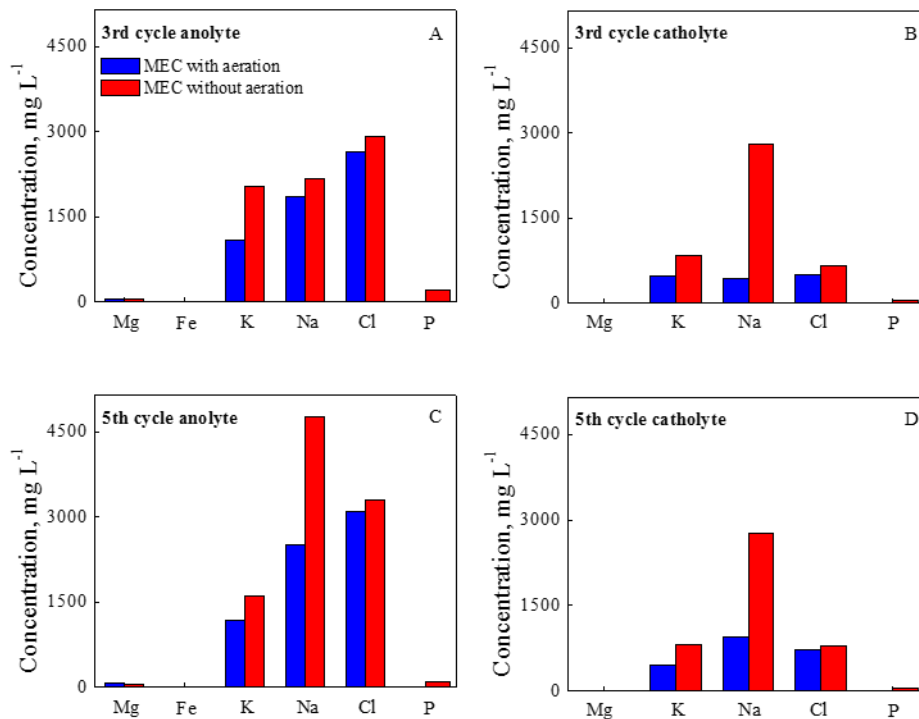 3rd cycle anolyte A
MEC with aeration
MEC without aeration
Concentration, mg L⁻¹
4500
3000
1500
0
Mg Fe K Na Cl P
3rd cycle catholyte B
Concentration, mg L⁻¹
4500
3000
1500
0
Mg K Na Cl P
5th cycle anolyte C
Concentration, mg L⁻¹
4500
3000
1500
0
Mg Fe K Na Cl P
5th cycle catholyte D
Concentration, mg L⁻¹
4500
3000
1500
0
Mg K Na Cl P